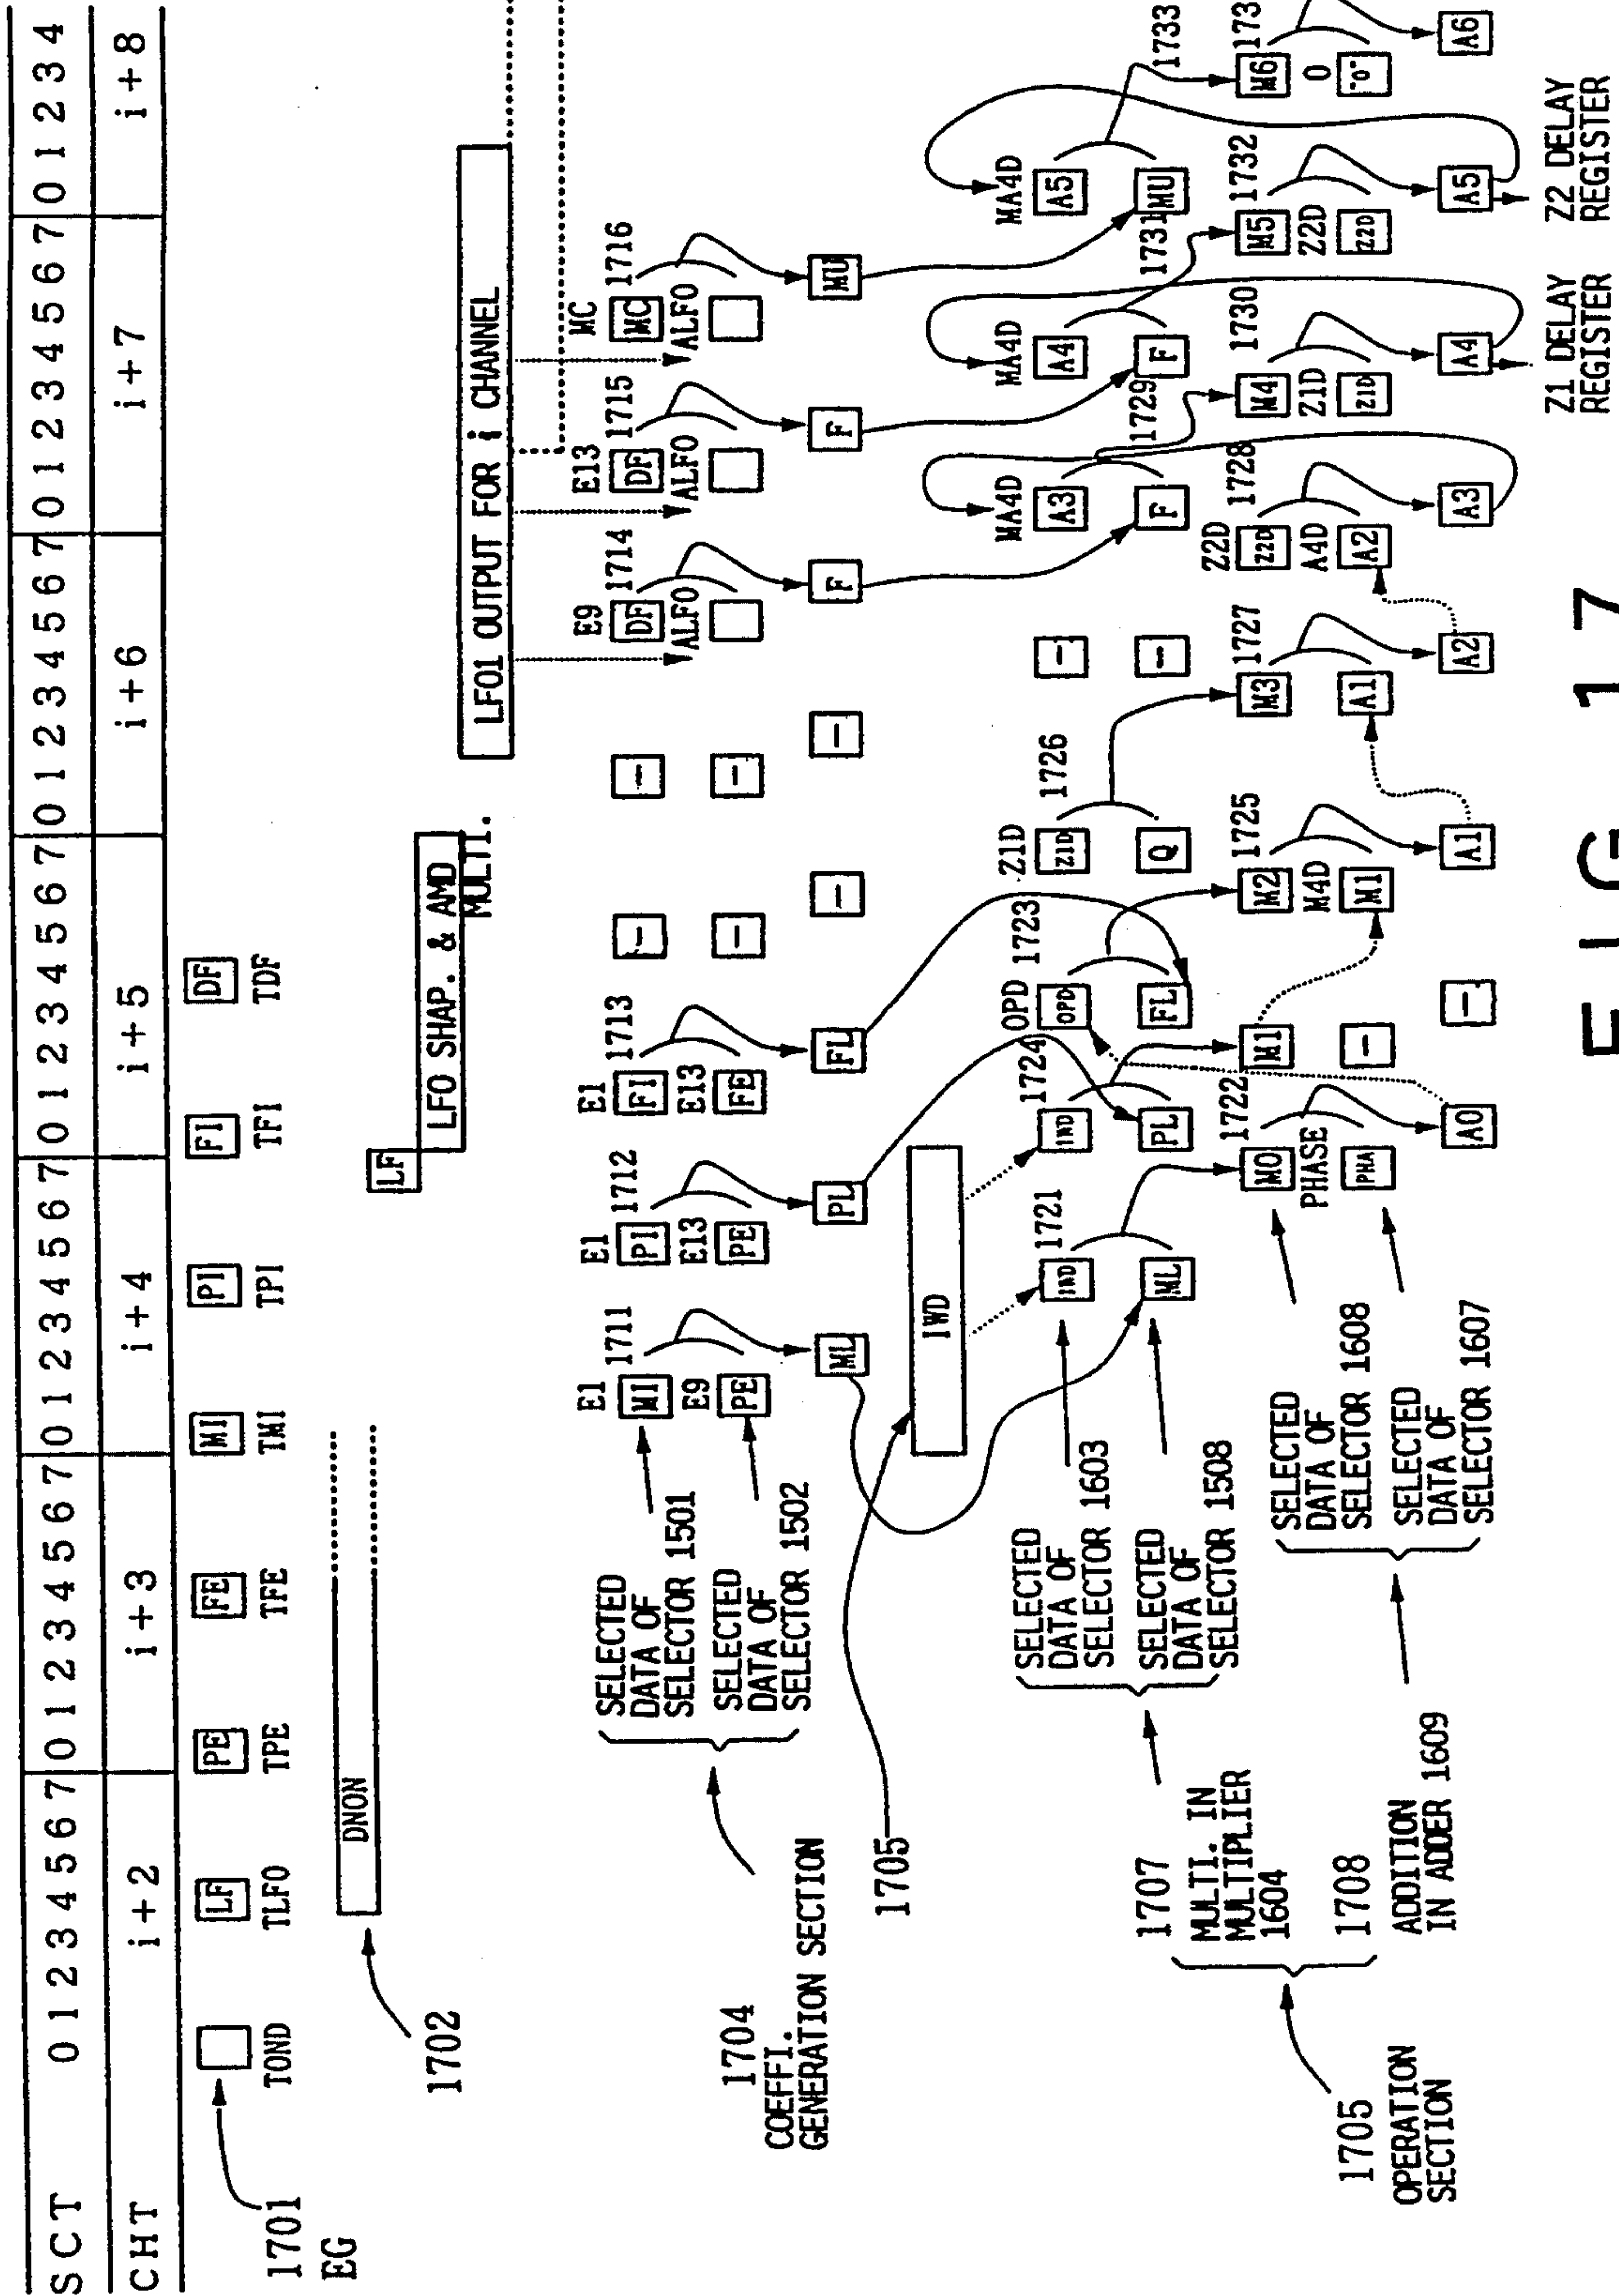 SCT 0 1 2 3 4 5 6 7 0 1 2 3 4 5 6 7 0 1 2 3 4 5 6 7 0 1 2 3 4 5 6 7 0 1 2 3 4 5 6 7 0 1 2 3 4 5 6 7 0 1 2 3 4
CHT i+2 i+3 i+4 i+5 i+6 i+7 i+8
LF PE FE MI PI FI DF
TOND TLFO TPE TFE TMI TPI TFI TDF
1701
EG
DNON
1702
LF
LFO SHAP. & AMD
MULTI.
LFO1 OUTPUT FOR i CHANNEL
1704
COEFFI.
GENERATION SECTION
SELECTED
DATA OF
SELECTOR 1501
SELECTED
DATA OF
SELECTOR 1502
E1 1711
MI
E9
PE
ML
E1 1712
PI
E13
PE
PL
E1 1713
FI
E13
FE
FL
-
-
-
-
-
-
E9 1714
DF
ALFO
F
E13 1715
DF
ALFO
F
MC 1716
MC
ALFO
MU
1705
IWD
1705
OPERATION
SECTION
1707
MULTI. IN
MULTIPLIER
1604
SELECTED
DATA OF
SELECTOR 1603
SELECTED
DATA OF
SELECTOR 1508
1721
IND
ML
1724
IND
PL
OPD 1723
OPD
FL
Z1D 1726
Z1D
Q
-
-
MA4D
A3
1729
F
MA4D
A4
1731
F
MA4D
A5
1733
MU
1708
ADDITION
IN ADDER 1609
SELECTED
DATA OF
SELECTOR 1608
SELECTED
DATA OF
SELECTOR 1607
1722
M0
PHASE
PHA
A0
M1
-
-
1725
M2
M4D
M1
A1
1727
M3
A1
A2
Z2D 1728
Z2D
A4D
A2
A3
1730
M4
Z1D
Z1D
A4
1732
M5
Z2D
Z2D
A5
173
M6
0
"0"
A6
Z1 DELAY
REGISTER
Z2 DELAY
REGISTER
FIG 17